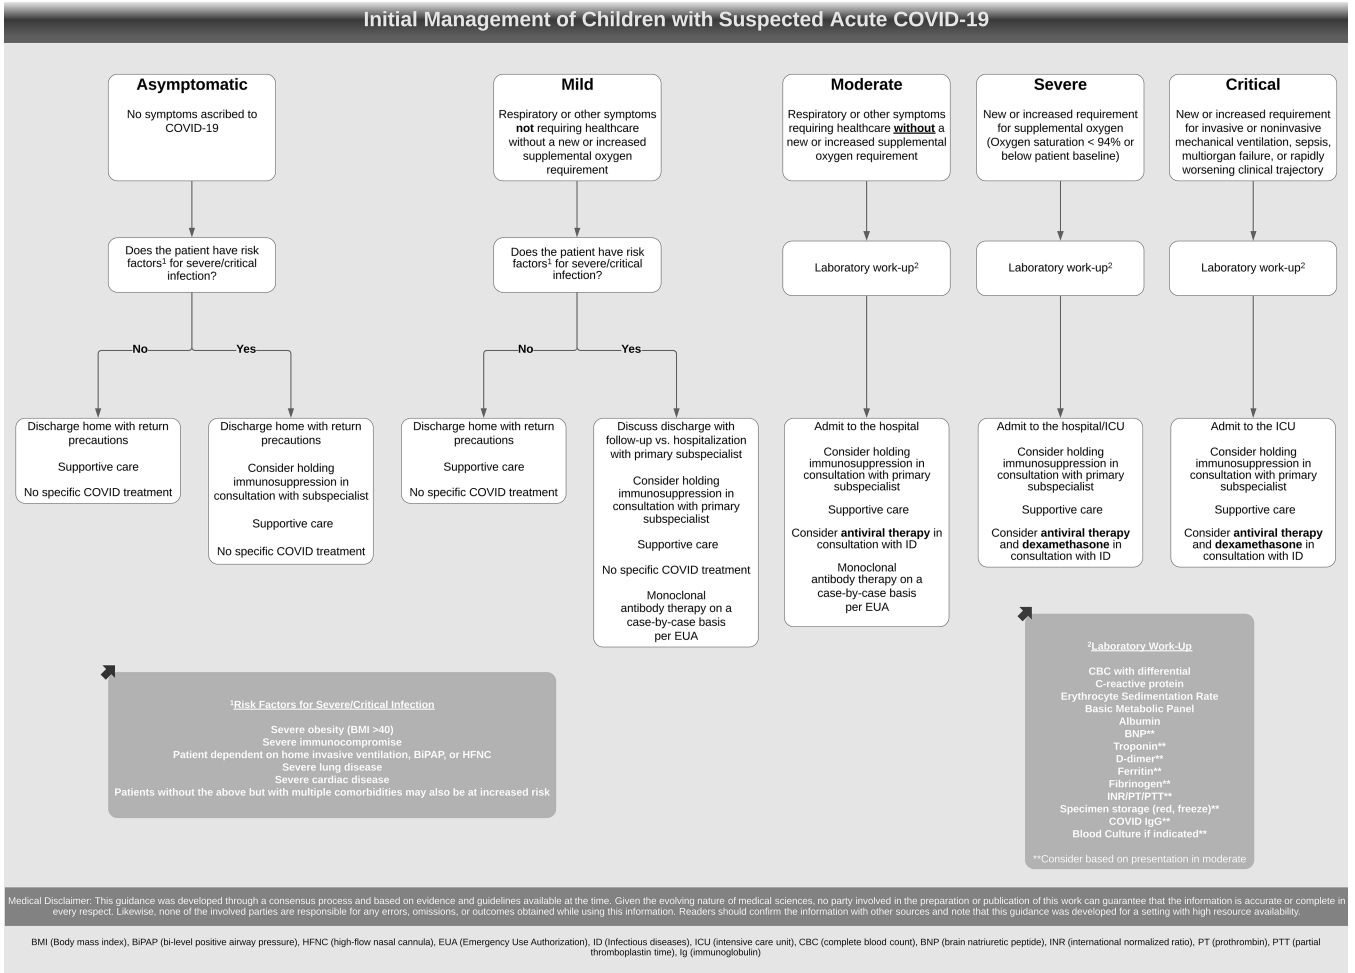 Initial Management of Children with Suspected Acute COVID-19
Asymptomatic
No symptoms ascribed to
COVID-19
Mild
Respiratory or other symptoms
not requiring healthcare
without a new or increased
supplemental oxygen
requirement
Moderate
Respiratory or other symptoms
requiring healthcare without a
new or increased supplemental
oxygen requirement
Severe
New or increased requirement
for supplemental oxygen
(Oxygen saturation < 94% or
below patient baseline)
Critical
New or increased requirement
for invasive or noninvasive
mechanical ventilation, sepsis,
multiorgan failure, or rapidly
worsening clinical trajectory
Does the patient have risk
factors¹ for severe/critical
infection?
Does the patient have risk
factors¹ for severe/critical
infection?
Laboratory work-up²
Laboratory work-up²
Laboratory work-up²
No
Yes
No
Yes
Discharge home with return
precautions
Supportive care
No specific COVID treatment
Discharge home with return
precautions
Consider holding
immunosuppression in
consultation with subspecialist
Supportive care
No specific COVID treatment
Discharge home with return
precautions
Supportive care
No specific COVID treatment
Discuss discharge with
follow-up vs. hospitalization
with primary subspecialist
Consider holding
immunosuppression in
consultation with primary
subspecialist
Supportive care
No specific COVID treatment
Monoclonal
antibody therapy on a
case-by-case basis
per EUA
Admit to the hospital
Consider holding
immunosuppression in
consultation with primary
subspecialist
Supportive care
Consider antiviral therapy in
consultation with ID
Monoclonal
antibody therapy on a
case-by-case basis
per EUA
Admit to the hospital/ICU
Consider holding
immunosuppression in
consultation with primary
subspecialist
Supportive care
Consider antiviral therapy
and dexamethasone in
consultation with ID
Admit to the ICU
Consider holding
immunosuppression in
consultation with primary
subspecialist
Supportive care
Consider antiviral therapy
and dexamethasone in
consultation with ID
¹Risk Factors for Severe/Critical Infection
Severe obesity (BMI >40)
Severe immunocompromise
Patient dependent on home invasive ventilation, BiPAP, or HFNC
Severe lung disease
Severe cardiac disease
Patients without the above but with multiple comorbidities may also be at increased risk
²Laboratory Work-Up
CBC with differential
C-reactive protein
Erythrocyte Sedimentation Rate
Basic Metabolic Panel
Albumin
BNP**
Troponin**
D-dimer**
Ferritin**
Fibrinogen**
INR/PT/PTT**
Specimen storage (red, freeze)**
COVID IgG**
Blood Culture if indicated**
**Consider based on presentation in moderate
Medical Disclaimer: This guidance was developed through a consensus process and based on evidence and guidelines available at the time. Given the evolving nature of medical sciences, no party involved in the preparation or publication of this work can guarantee that the information is accurate or complete in
every respect. Likewise, none of the involved parties are responsible for any errors, omissions, or outcomes obtained while using this information. Readers should confirm the information with other sources and note that this guidance was developed for a setting with high resource availability.
BMI (Body mass index), BiPAP (bi-level positive airway pressure), HFNC (high-flow nasal cannula), EUA (Emergency Use Authorization), ID (Infectious diseases), ICU (intensive care unit), CBC (complete blood count), BNP (brain natriuretic peptide), INR (international normalized ratio), PT (prothrombin), PTT (partial
thromboplastin time), Ig (immunoglobulin)